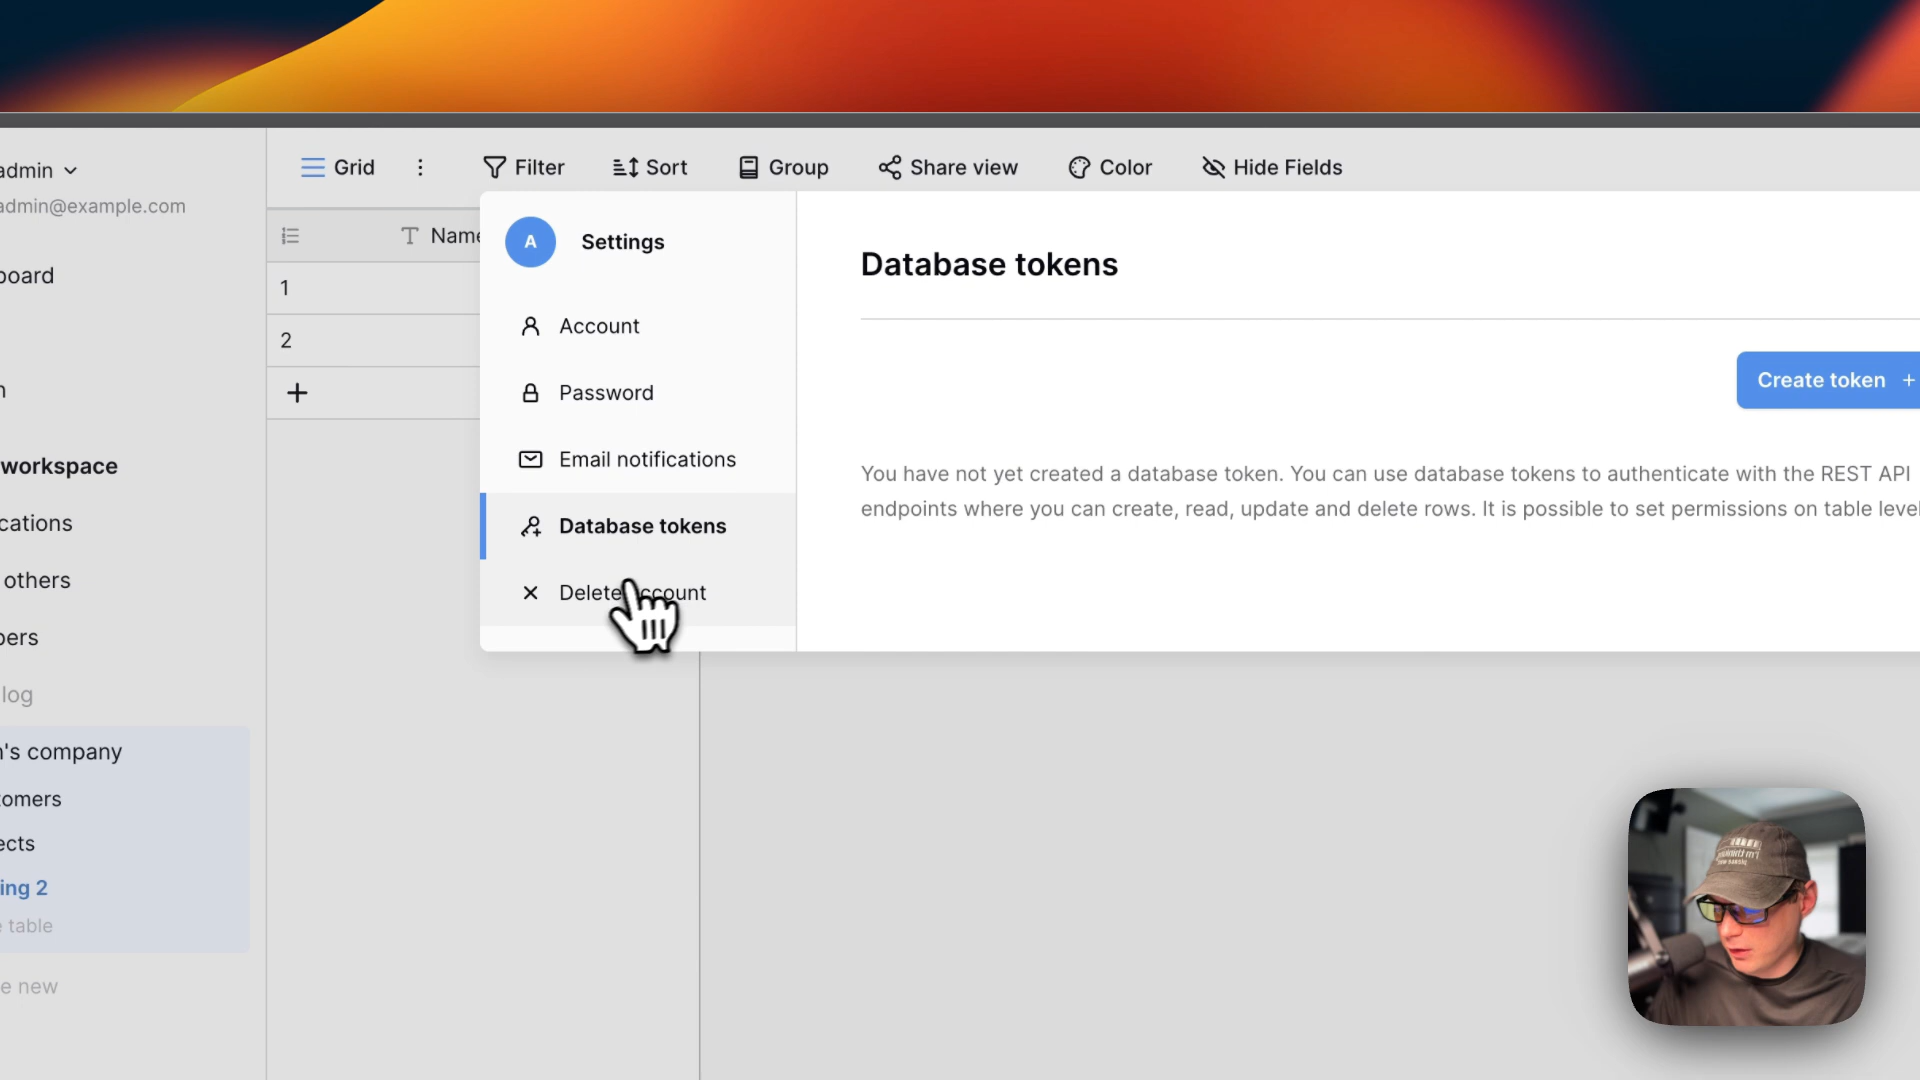 admin
admin@example.com
board
n
workspace
cations
others
bers
log
n's company
tomers
ects
ing 2
e table
e new
Grid
Filter
Sort
Group
Share view
Color
Hide Fields
Name
1
2
A
Settings
Account
Password
Email notifications
Database tokens
Delete account
Database tokens
Create token +
You have not yet created a database token. You can use database tokens to authenticate with the REST API
endpoints where you can create, read, update and delete rows. It is possible to set permissions on table level